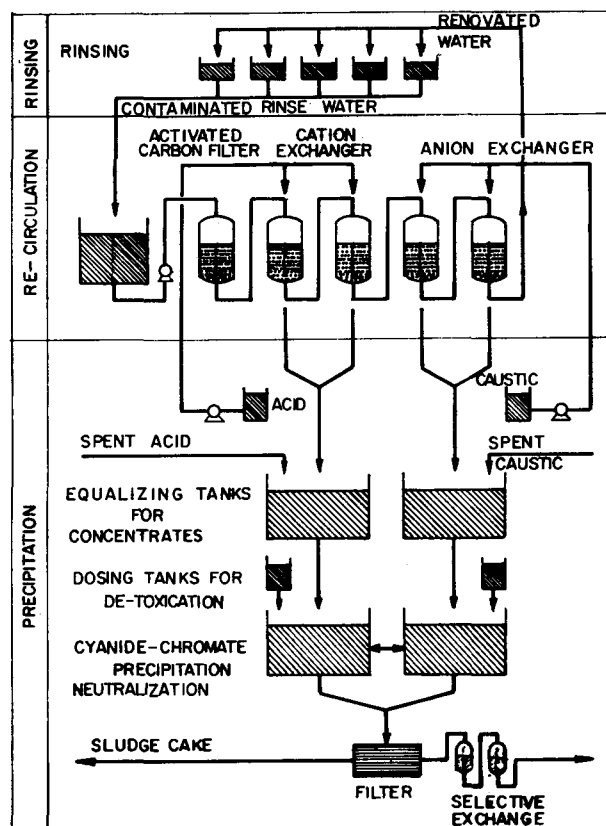 RINSING
RINSING
RENOVATED
WATER
CONTAMINATED RINSE WATER
RE-CIRCULATION
ACTIVATED
CARBON FILTER
CATION
EXCHANGER
ANION EXCHANGER
PRECIPITATION
ACID
CAUSTIC
SPENT ACID
SPENT
CAUSTIC
EQUALIZING TANKS
FOR
CONCENTRATES
DOSING TANKS FOR
DE-TOXICATION
CYANIDE-CHROMATE
PRECIPITATION
NEUTRALIZATION
SLUDGE CAKE
FILTER
SELECTIVE
EXCHANGE